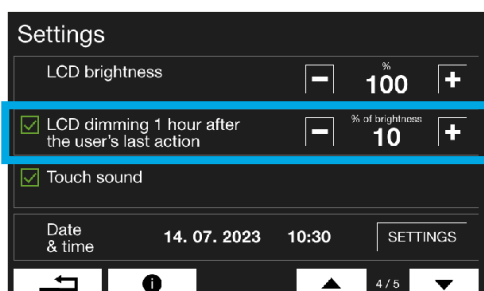 Settings
LCD brightness
%
100
LCD dimming 1 hour after
the user's last action
% of brightness
10
Touch sound
Date
& time
14. 07. 2023 10:30 SETTINGS
4/5